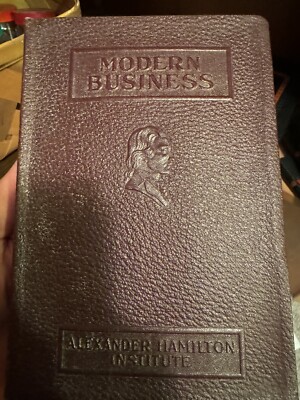 MODERN
BUSINESS
ALEXANDER HAMILTON
INSTITUTE